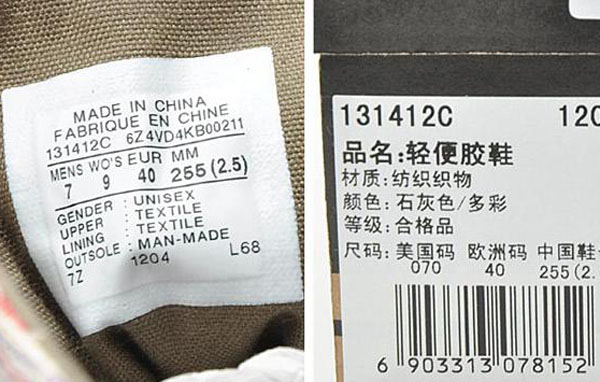 MADE IN CHINA
FABRIQUE EN CHINE
131412C 6Z4VD4KB00211
MENS WO'S EUR MM
7 9 40 255 (2.5)
GENDER : UNISEX
UPPER : TEXTILE
LINING : TEXTILE
OUTSOLE : MAN-MADE
7Z 1204 L68
131412C 120
品名:轻便胶鞋
材质:纺织织物
颜色:石灰色/多彩
等级:合格品
尺码:美国码 欧洲码 中国鞋
070 40 255(2.
6 903313 078152